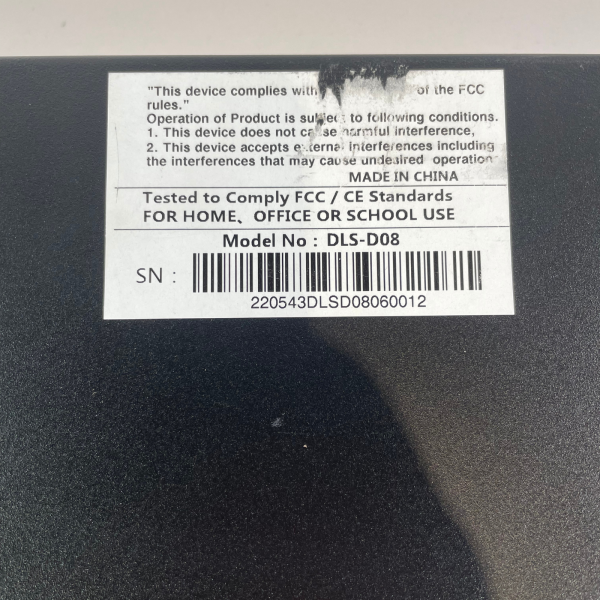 "This device complies with of the FCC
rules."
Operation of Product is subject to following conditions.
1. This device does not cause harmful interference,
2. This device accepts external interferences including
the interferences that may cause undesired operation
MADE IN CHINA
Tested to Comply FCC / CE Standards
FOR HOME、OFFICE OR SCHOOL USE
Model No : DLS-D08
SN :
220543DLSD08060012